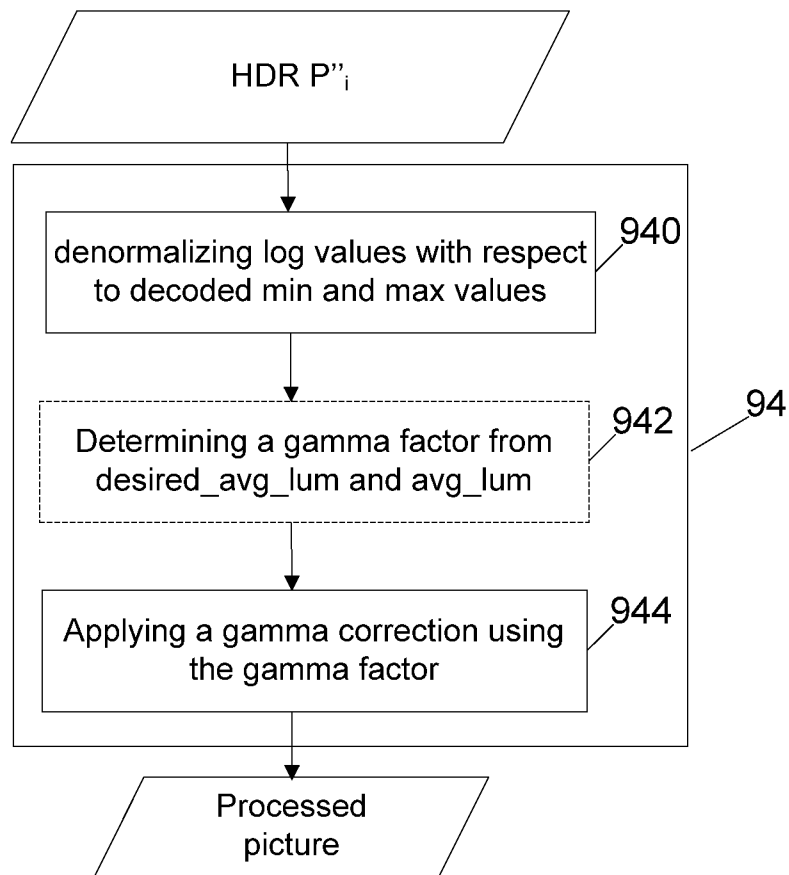 HDR P”i
denormalizing log values with respect
to decoded min and max values
940
Determining a gamma factor from
desired_avg_lum and avg_lum
942
94
Applying a gamma correction using
the gamma factor
944
Processed
picture